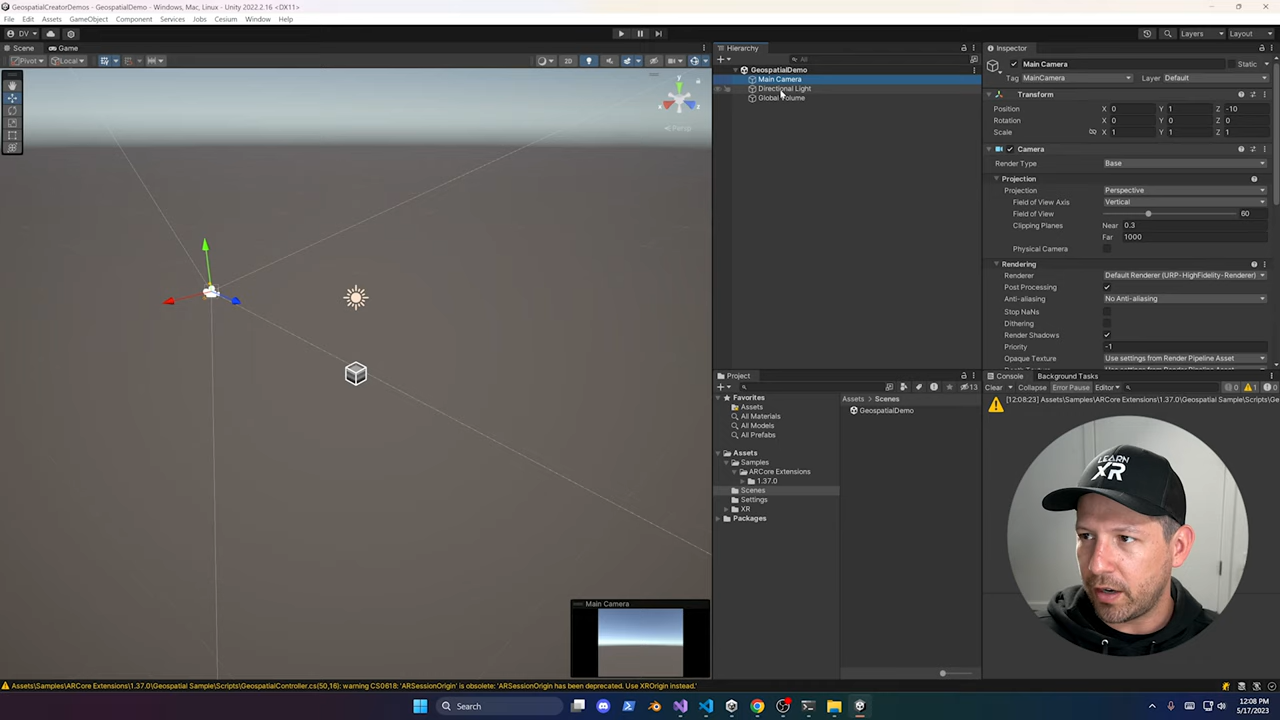 GeospatialCreatorDemos - GeospatialDemo - Windows, Mac, Linux - Unity 2022.2.16 <DX11>
File Edit Assets GameObject Component Services Jobs Cesium Window Help
DV
Layers
Layout
Scene Game
Pivot Local
2D
y
x
z
Persp
Main Camera
Hierarchy
All
GeospatialDemo
Main Camera
Directional Light
Global Volume
Project
13
Favorites
Assets
All Materials
All Models
All Prefabs
Assets
Samples
ARCore Extensions
1.37.0
Scenes
Settings
XR
Packages
Assets > Scenes
GeospatialDemo
Inspector
Main Camera
Static
Tag MainCamera Layer Default
Transform
Position X 0 Y 1 Z -10
Rotation X 0 Y 0 Z 0
Scale X 1 Y 1 Z 1
Camera
Render Type Base
Projection
Projection Perspective
Field of View Axis Vertical
Field of View 60
Clipping Planes Near 0.3
Far 1000
Physical Camera
Rendering
Renderer Default Renderer (URP-HighFidelity-Renderer)
Post Processing
Anti-aliasing No Anti-aliasing
Stop NaNs
Dithering
Render Shadows
Priority -1
Opaque Texture Use settings from Render Pipeline Asset
Console Background Tasks
Clear Collapse Error Pause Editor 0 1 0
[12:08:23] Assets\Samples\ARCore Extensions\1.37.0\Geospatial Sample\Scripts\Geo
LEARN
XR
Assets\Samples\ARCore Extensions\1.37.0\Geospatial Sample\Scripts\GeospatialController.cs(50,16): warning CS0618: 'ARSessionOrigin' is obsolete: 'ARSessionOrigin has been deprecated. Use XROrigin instead.'
Search
12:08 PM
5/17/2023